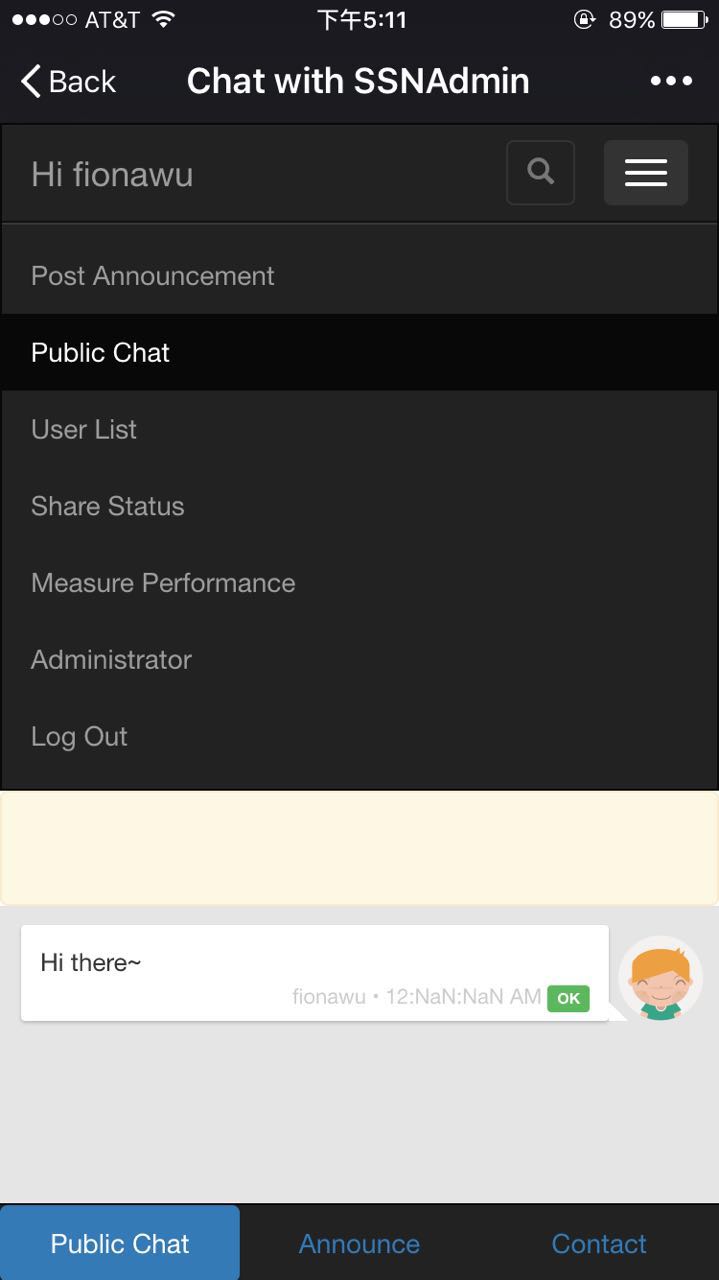 AT&T 下午5:11 89%
Back Chat with SSNAdmin
Hi fionawu
Post Announcement
Public Chat
User List
Share Status
Measure Performance
Administrator
Log Out
Hi there~
fionawu • 12:NaN:NaN AM OK
Public Chat Announce Contact